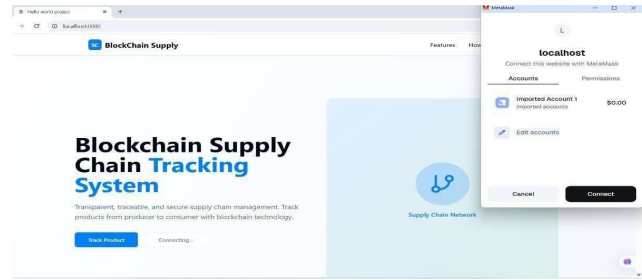 Hello world project
localhost:3000
SC BlockChain Supply
Features
Blockchain Supply
Chain Tracking
System
Transparent, traceable, and secure supply chain management. Track
products from producer to consumer with blockchain technology.
Track Product
Connecting...
Supply Chain Network
MetaMask
L
localhost
Connect this website with MetaMask
Accounts
Permissions
Imported Account 1
$0.00
Imported accounts
Edit accounts
Cancel
Connect